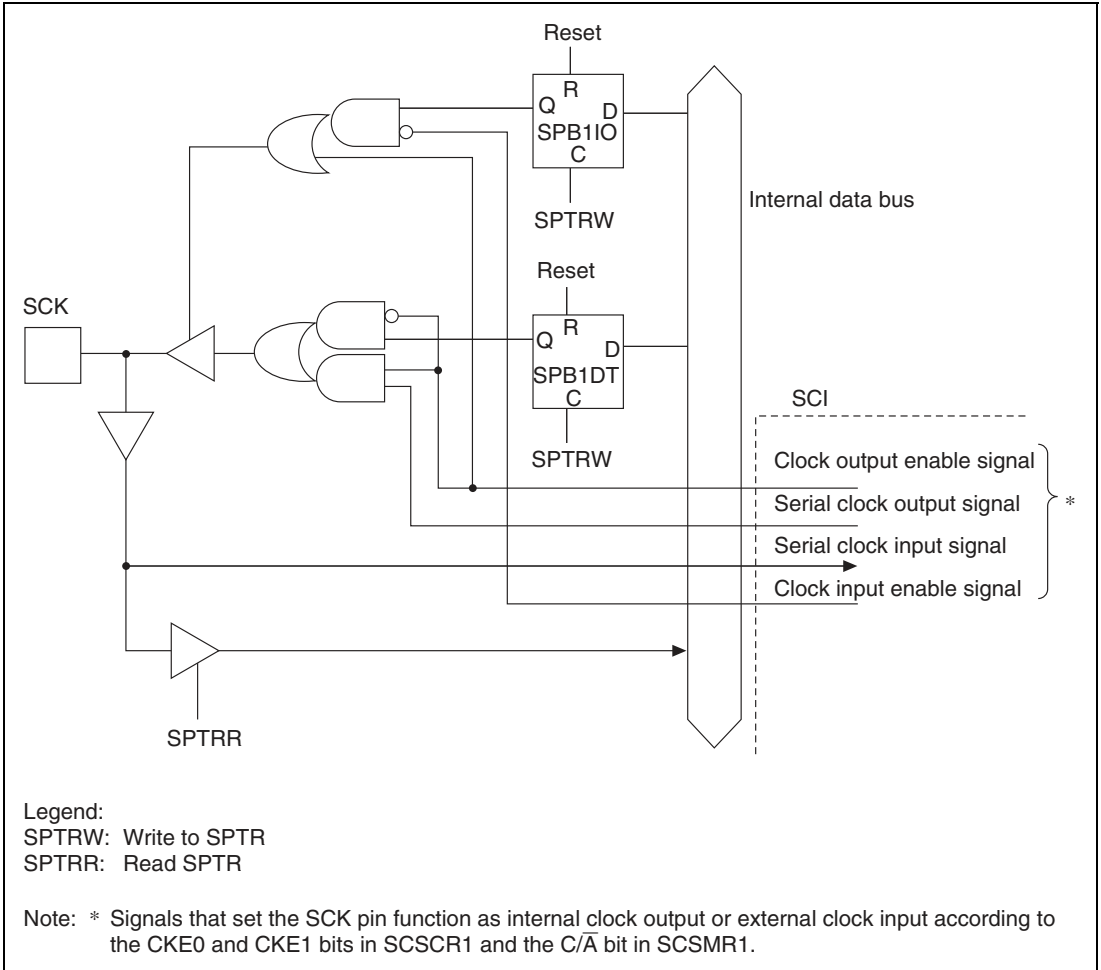 Reset
R
Q
D
SPB1IO
C
SPTRW
Internal data bus
Reset
SCK
R
Q
D
SPB1DT
C
SCI
SPTRW
Clock output enable signal
Serial clock output signal
*
Serial clock input signal
Clock input enable signal
SPTRR
Legend:
SPTRW: Write to SPTR
SPTRR: Read SPTR
Note: * Signals that set the SCK pin function as internal clock output or external clock input according to
the CKE0 and CKE1 bits in SCSCR1 and the C/A̅ bit in SCSMR1.